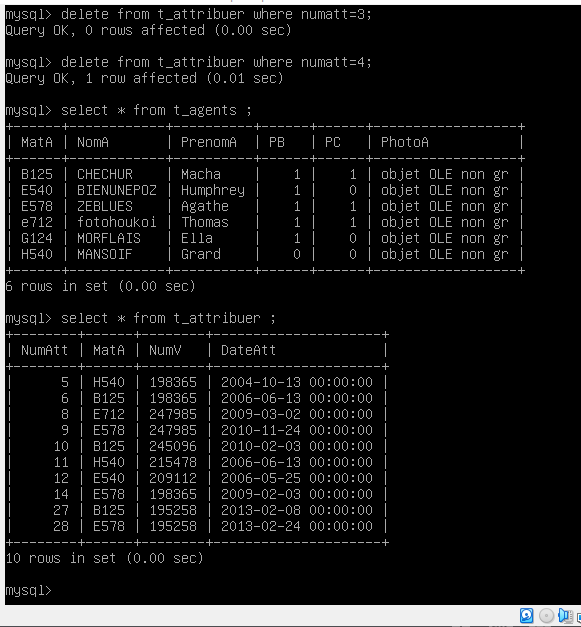 mysql> delete from t_attribuer where numatt=3;
Query OK, 0 rows affected (0.00 sec)
mysql> delete from t_attribuer where numatt=4;
Query OK, 1 row affected (0.01 sec)
mysql> select * from t_agents ;
+------+--------------+----------+------+------+------------------+
| MatA | NomA         | PrenomA  | PB   | PC   | PhotoA           |
+------+--------------+----------+------+------+------------------+
| B125 | CHECHUR      | Macha    |    1 |    1 | objet OLE non gr |
| E540 | BIENUNEPOZ   | Humphrey |    1 |    0 | objet OLE non gr |
| E578 | ZEBLUES      | Agathe   |    1 |    1 | objet OLE non gr |
| e712 | fotohoukoi   | Thomas   |    1 |    1 | objet OLE non gr |
| G124 | MORFLAIS     | Ella     |    1 |    0 | objet OLE non gr |
| H540 | MANSOIF      | Grard    |    0 |    0 | objet OLE non gr |
+------+--------------+----------+------+------+------------------+
6 rows in set (0.00 sec)
mysql> select * from t_attribuer ;
+--------+------+--------+---------------------+
| NumAtt | MatA | NumV   | DateAtt             |
+--------+------+--------+---------------------+
|      5 | H540 | 198365 | 2004-10-13 00:00:00 |
|      6 | B125 | 198365 | 2006-06-13 00:00:00 |
|      8 | E712 | 247985 | 2009-03-02 00:00:00 |
|      9 | E578 | 247985 | 2010-11-24 00:00:00 |
|     10 | B125 | 245096 | 2010-02-03 00:00:00 |
|     11 | H540 | 215478 | 2006-06-13 00:00:00 |
|     12 | E540 | 209112 | 2006-05-25 00:00:00 |
|     14 | E578 | 198365 | 2009-02-03 00:00:00 |
|     27 | B125 | 195258 | 2013-02-08 00:00:00 |
|     28 | E578 | 195258 | 2013-02-24 00:00:00 |
+--------+------+--------+---------------------+
10 rows in set (0.00 sec)
mysql>